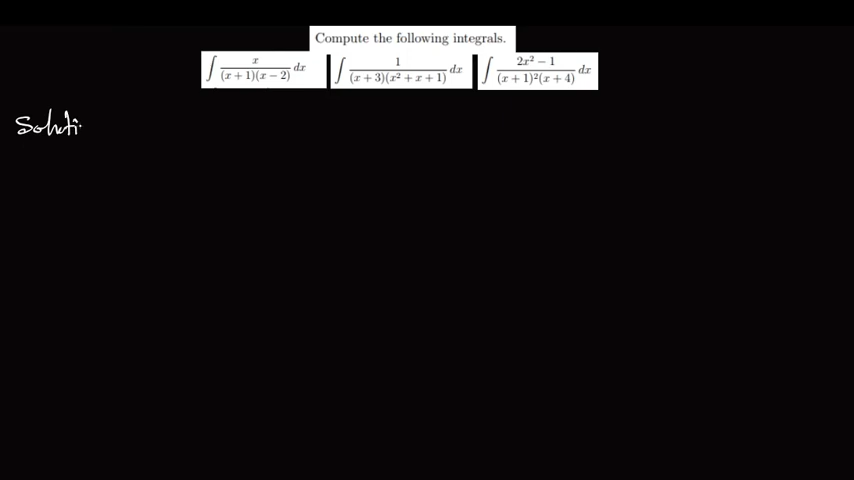 Compute the following integrals.
∫ x/((x + 1)(x − 2)) dx ∫ 1/((x + 3)(x² + x + 1)) dx ∫ (2x² − 1)/((x + 1)²(x + 4)) dx
Soluti